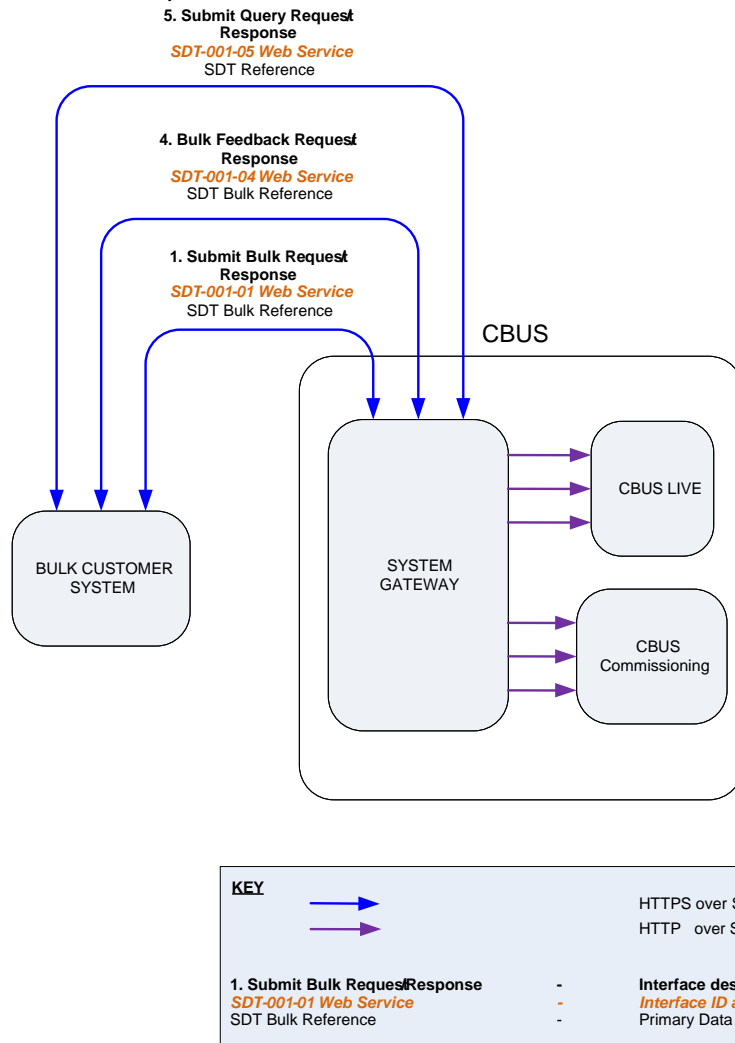 5. Submit Query Request/
Response
SDT-001-05 Web Service
SDT Reference
4. Bulk Feedback Request/
Response
SDT-001-04 Web Service
SDT Bulk Reference
1. Submit Bulk Request/
Response
SDT-001-01 Web Service
SDT Bulk Reference
CBUS
CBUS LIVE
BULK CUSTOMER
SYSTEM
SYSTEM
GATEWAY
CBUS
Commissioning
KEY
HTTPS over S
HTTP over S
1. Submit Bulk Request/Response - Interface des
SDT-001-01 Web Service - Interface ID a
SDT Bulk Reference - Primary Data